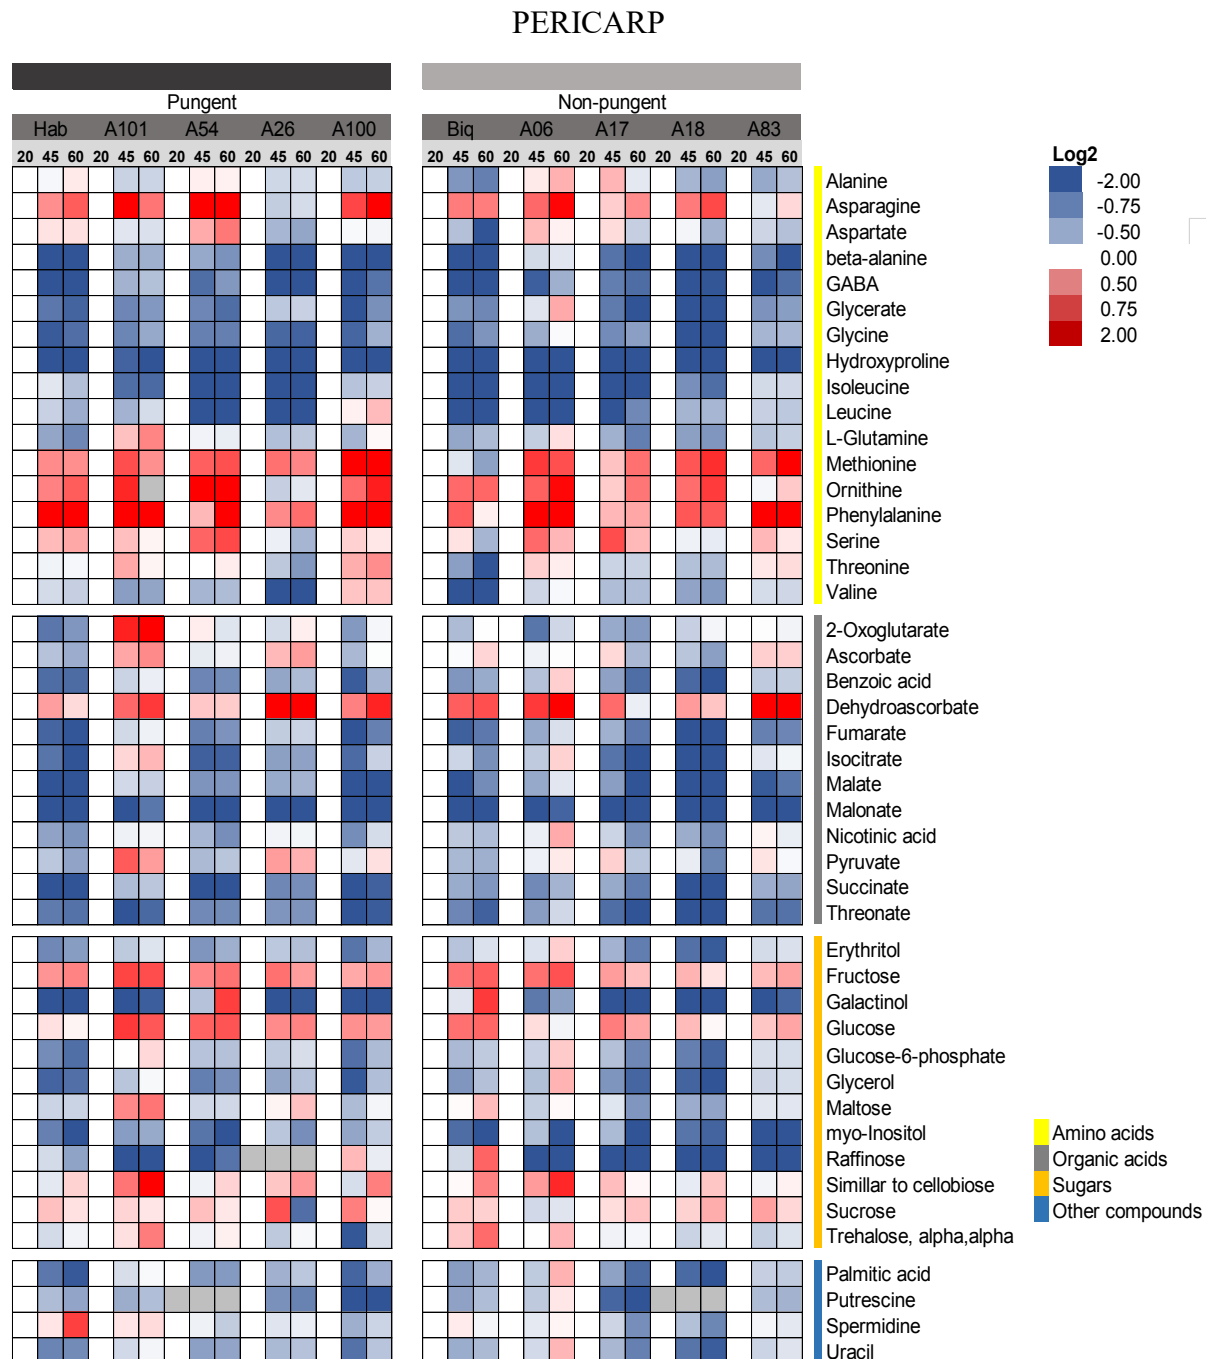 PERICARP
Pungent Non-pungent
Hab A101 A54 A26 A100 Biq A06 A17 A18 A83
20 45 60 20 45 60 20 45 60 20 45 60 20 45 60 20 45 60 20 45 60 20 45 60 20 45 60 20 45 60
Log2
-2.00
-0.75
-0.50
0.00
0.50
0.75
2.00
Alanine
Asparagine
Aspartate
beta-alanine
GABA
Glycerate
Glycine
Hydroxyproline
Isoleucine
Leucine
L-Glutamine
Methionine
Ornithine
Phenylalanine
Serine
Threonine
Valine
2-Oxoglutarate
Ascorbate
Benzoic acid
Dehydroascorbate
Fumarate
Isocitrate
Malate
Malonate
Nicotinic acid
Pyruvate
Succinate
Threonate
Erythritol
Fructose
Galactinol
Glucose
Glucose-6-phosphate
Glycerol
Maltose
myo-Inositol
Raffinose
Simillar to cellobiose
Sucrose
Trehalose, alpha,alpha
Amino acids
Organic acids
Sugars
Other compounds
Palmitic acid
Putrescine
Spermidine
Uracil